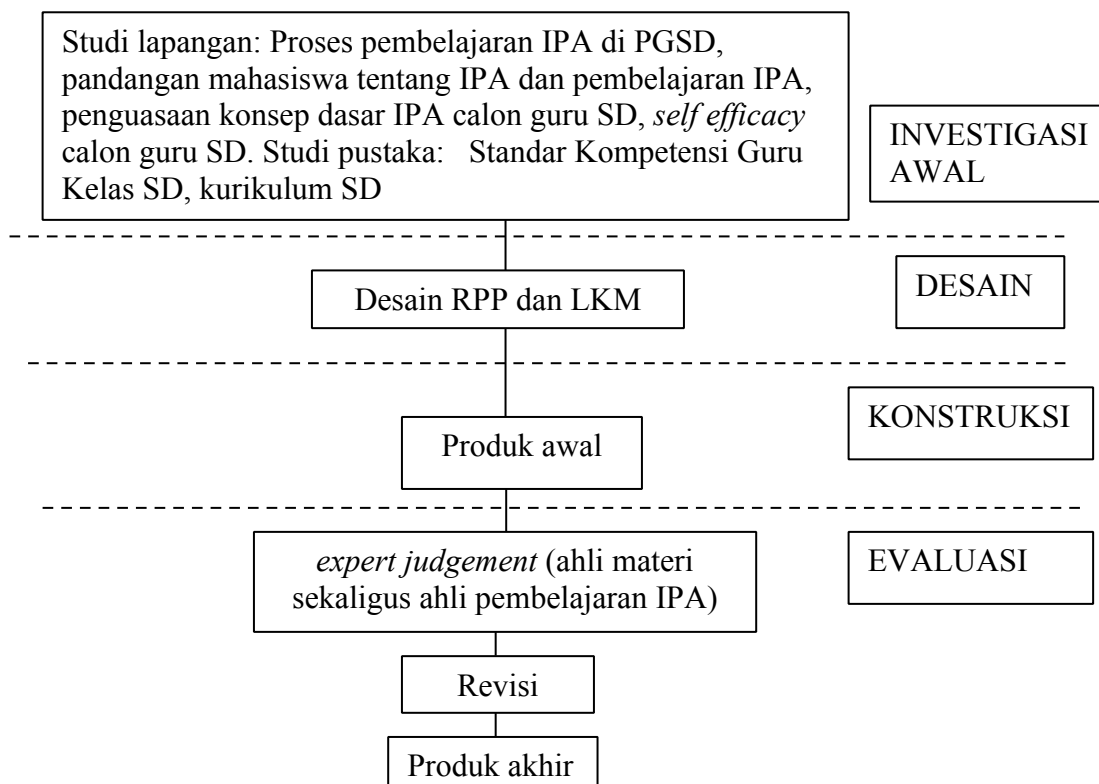 Studi lapangan: Proses pembelajaran IPA di PGSD,
pandangan mahasiswa tentang IPA dan pembelajaran IPA,
penguasaan konsep dasar IPA calon guru SD, self efficacy
calon guru SD. Studi pustaka: Standar Kompetensi Guru
Kelas SD, kurikulum SD
INVESTIGASI
AWAL
Desain RPP dan LKM
DESAIN
Produk awal
KONSTRUKSI
expert judgement (ahli materi
sekaligus ahli pembelajaran IPA)
EVALUASI
Revisi
Produk akhir